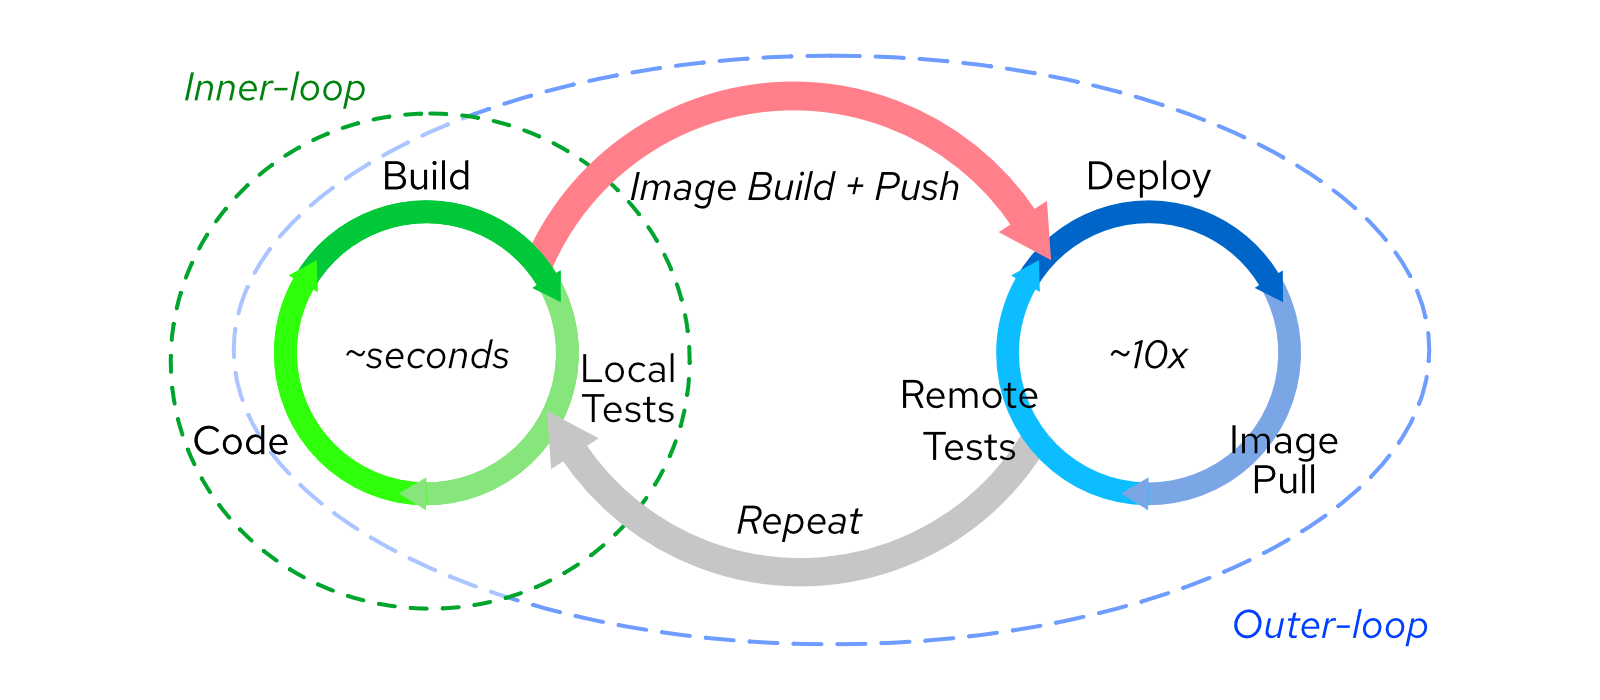 Inner-loop
Build
Image Build + Push
Deploy
~seconds
~10x
Local
Tests
Remote
Tests
Code
Image
Pull
Repeat
Outer-loop